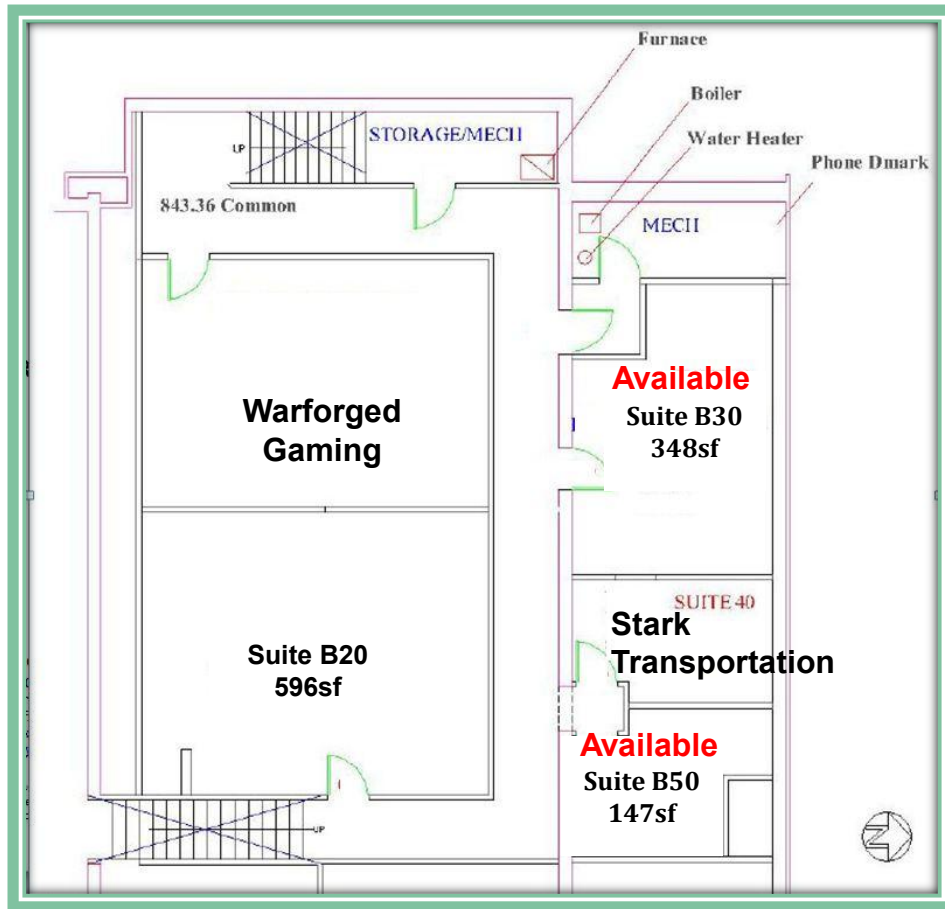 Furnace
Boiler
Water Heater
Phone Dmark
STORAGE/MECH
UP
843.36 Common
MECH
Warforged
Gaming
Available
Suite B30
348sf
SUITE 40
Stark
Transportation
Suite B20
596sf
Available
Suite B50
147sf
UP
N